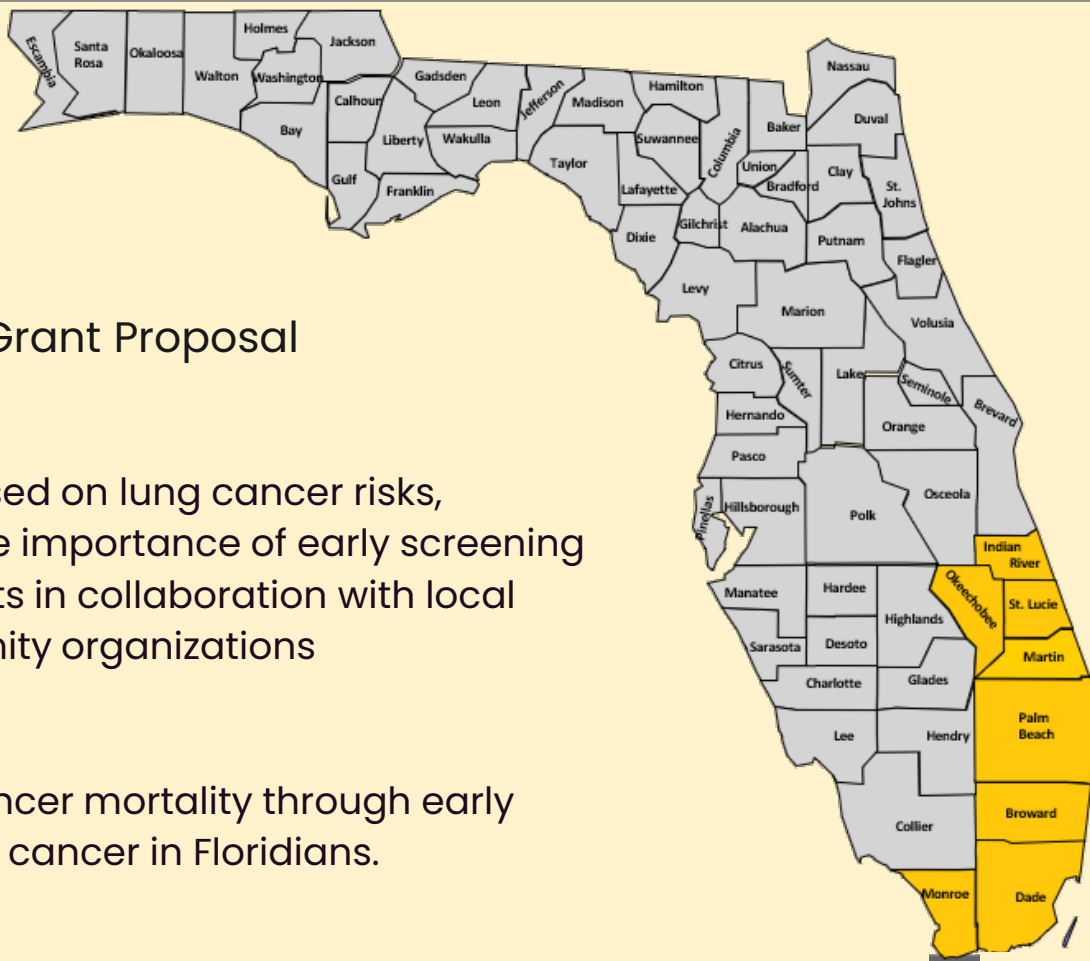 Escambia
Santa
Rosa
Okaloosa
Walton
Holmes
Washington
Jackson
Bay
Calhoun
Gulf
Liberty
Gadsden
Leon
Wakulla
Franklin
Jefferson
Madison
Taylor
Hamilton
Suwannee
Lafayette
Columbia
Dixie
Gilchrist
Baker
Union
Bradford
Alachua
Nassau
Duval
Clay
St.
Johns
Putnam
Flagler
Levy
Marion
Volusia
Citrus
Sumter
Lake
Seminole
Brevard
Hernando
Orange
Pasco
Pinellas
Hillsborough
Polk
Osceola
Indian
River
Manatee
Hardee
Highlands
Okeechobee
St. Lucie
Sarasota
Desoto
Martin
Charlotte
Glades
Lee
Hendry
Palm
Beach
Collier
Broward
Monroe
Dade
Grant Proposal
sed on lung cancer risks,
e importance of early screening
ts in collaboration with local
nity organizations
ncer mortality through early
cancer in Floridians.